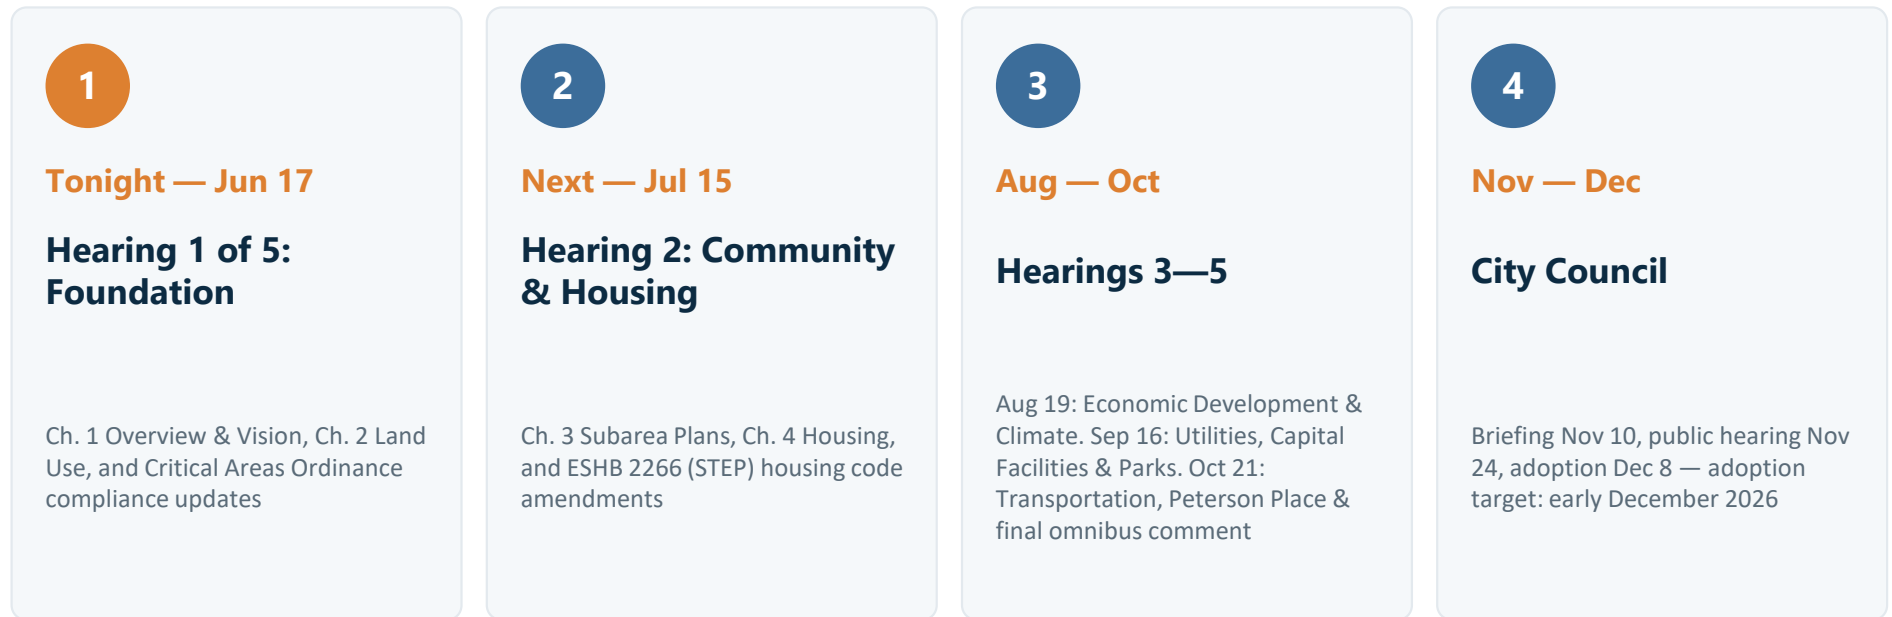 1
Tonight — Jun 17
Hearing 1 of 5:
Foundation
Ch. 1 Overview & Vision, Ch. 2 Land
Use, and Critical Areas Ordinance
compliance updates
2
Next — Jul 15
Hearing 2: Community
& Housing
Ch. 3 Subarea Plans, Ch. 4 Housing,
and ESHB 2266 (STEP) housing code
amendments
3
Aug — Oct
Hearings 3—5
Aug 19: Economic Development &
Climate. Sep 16: Utilities, Capital
Facilities & Parks. Oct 21:
Transportation, Peterson Place &
final omnibus comment
4
Nov — Dec
City Council
Briefing Nov 10, public hearing Nov
24, adoption Dec 8 — adoption
target: early December 2026